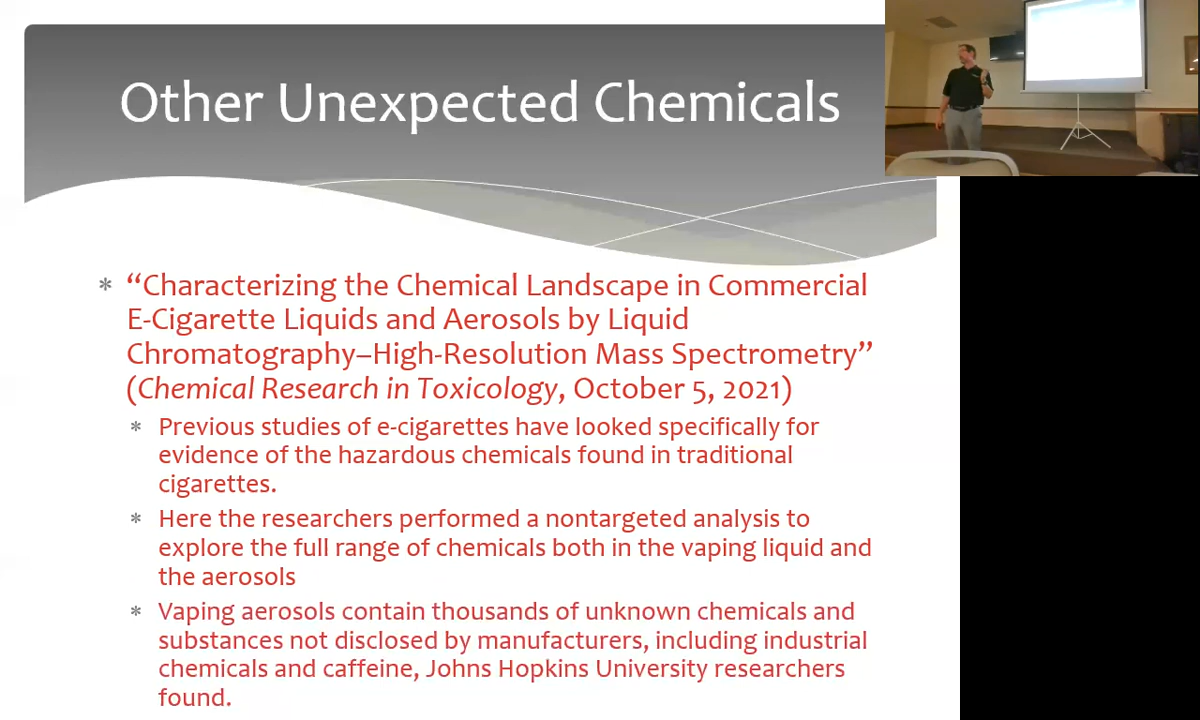 Other Unexpected Chemicals
* “Characterizing the Chemical Landscape in Commercial
E-Cigarette Liquids and Aerosols by Liquid
Chromatography–High-Resolution Mass Spectrometry”
(Chemical Research in Toxicology, October 5, 2021)
* Previous studies of e-cigarettes have looked specifically for
evidence of the hazardous chemicals found in traditional
cigarettes.
* Here the researchers performed a nontargeted analysis to
explore the full range of chemicals both in the vaping liquid and
the aerosols
* Vaping aerosols contain thousands of unknown chemicals and
substances not disclosed by manufacturers, including industrial
chemicals and caffeine, Johns Hopkins University researchers
found.